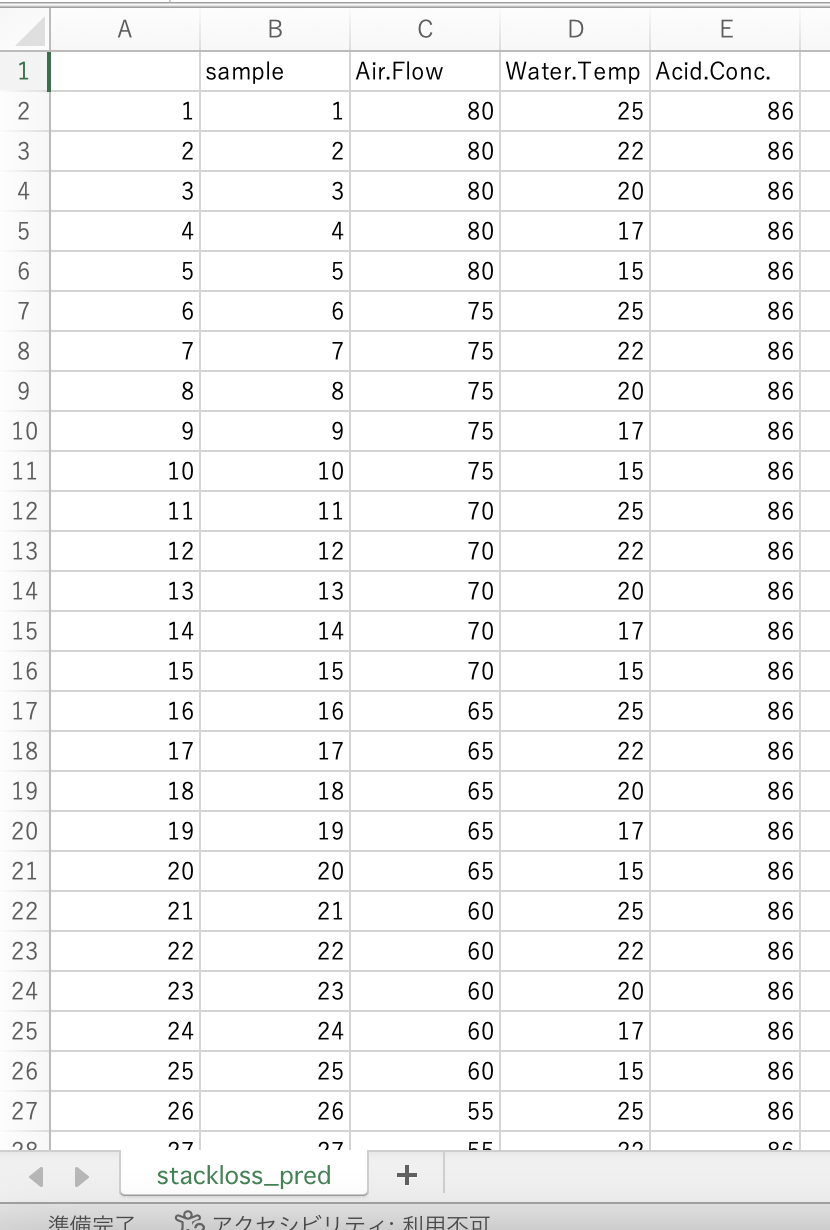 A B C D E
1 sample Air.Flow Water.Temp Acid.Conc.
2 1 1 80 25 86
3 2 2 80 22 86
4 3 3 80 20 86
5 4 4 80 17 86
6 5 5 80 15 86
7 6 6 75 25 86
8 7 7 75 22 86
9 8 8 75 20 86
10 9 9 75 17 86
11 10 10 75 15 86
12 11 11 70 25 86
13 12 12 70 22 86
14 13 13 70 20 86
15 14 14 70 17 86
16 15 15 70 15 86
17 16 16 65 25 86
18 17 17 65 22 86
19 18 18 65 20 86
20 19 19 65 17 86
21 20 20 65 15 86
22 21 21 60 25 86
23 22 22 60 22 86
24 23 23 60 20 86
25 24 24 60 17 86
26 25 25 60 15 86
27 26 26 55 25 86
28 27 27 55 22 86
stackloss_pred
準備完了 アクセシビリティ: 利用不可